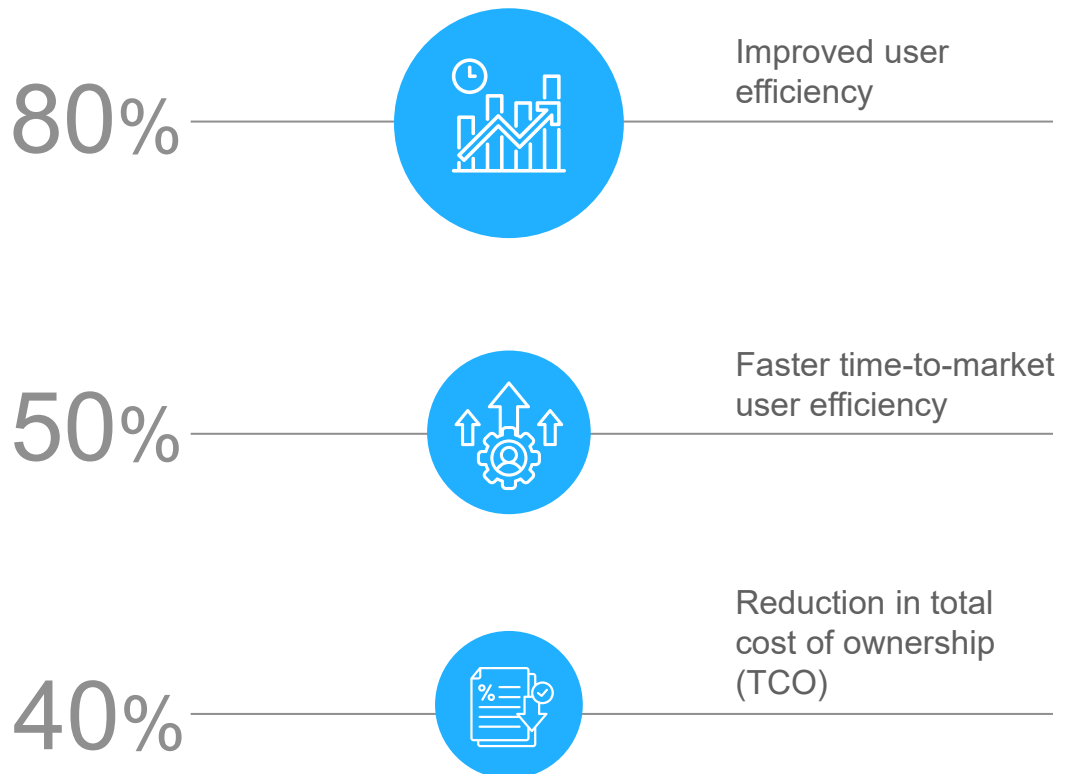 80%
Improved user
efficiency
50%
Faster time-to-market
user efficiency
40%
%
Reduction in total
cost of ownership
(TCO)